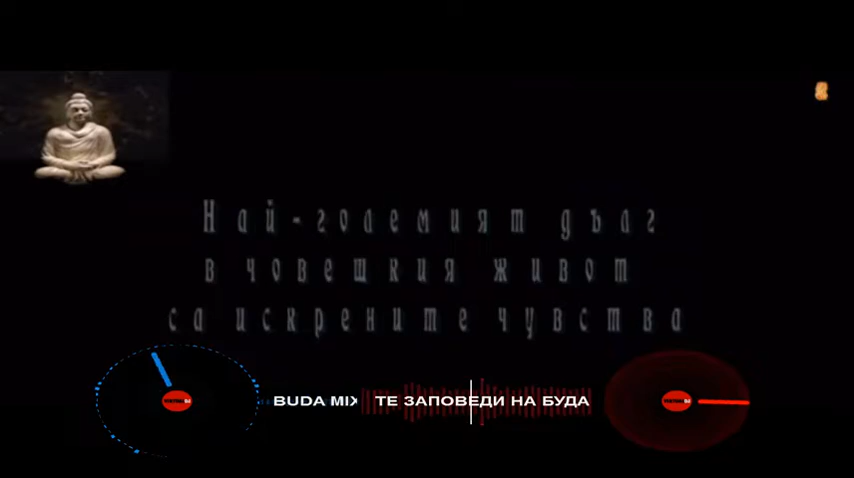 Най-големият дълг
в човешкия живот
са искрените чувства
BUDA MIX
ТЕ ЗАПОВЕДИ НА БУДА